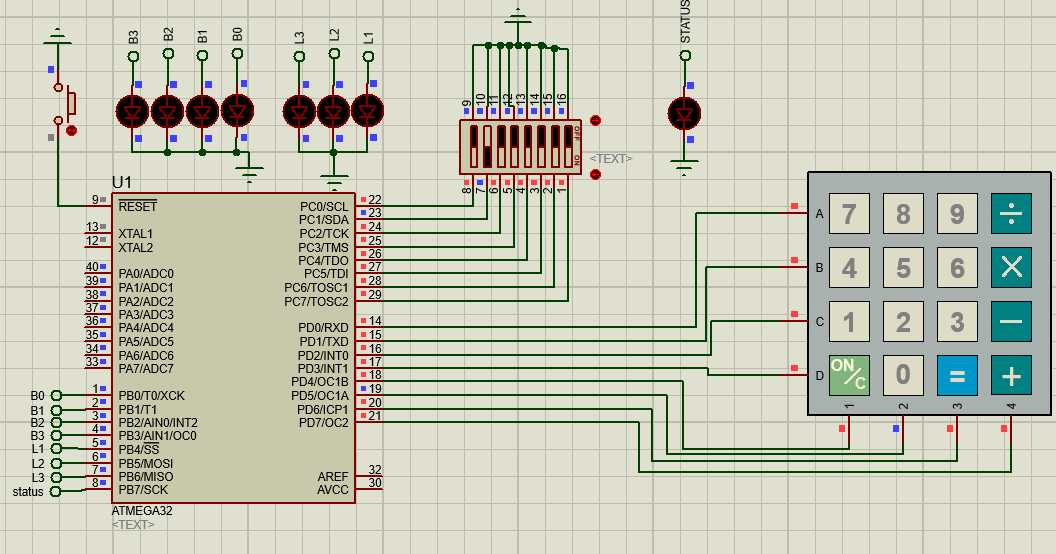 B3 B2 B1 B0 L3 L2 L1 STATUS
9 10 11 12 13 14 15 16
OFF
ON
<TEXT>
8 7 6 5 4 3 2 1
U1
9 RESET PC0/SCL 22
PC1/SDA 23
13 XTAL1 PC2/TCK 24
12 XTAL2 PC3/TMS 25
PC4/TDO 26
40 PA0/ADC0 PC5/TDI 27
39 PA1/ADC1 PC6/TOSC1 28
38 PA2/ADC2 PC7/TOSC2 29
37 PA3/ADC3
36 PA4/ADC4 PD0/RXD 14
35 PA5/ADC5 PD1/TXD 15
34 PA6/ADC6 PD2/INT0 16
33 PA7/ADC7 PD3/INT1 17
PD4/OC1B 18
B0 1 PB0/T0/XCK PD5/OC1A 19
B1 2 PB1/T1 PD6/ICP1 20
B2 3 PB2/AIN0/INT2 PD7/OC2 21
B3 4 PB3/AIN1/OC0
L1 5 PB4/SS
L2 6 PB5/MOSI
L3 7 PB6/MISO AREF 32
status 8 PB7/SCK AVCC 30
ATMEGA32
<TEXT>
A 7 8 9 ÷
B 4 5 6 ×
C 1 2 3 −
D ON/C 0 = +
1 2 3 4